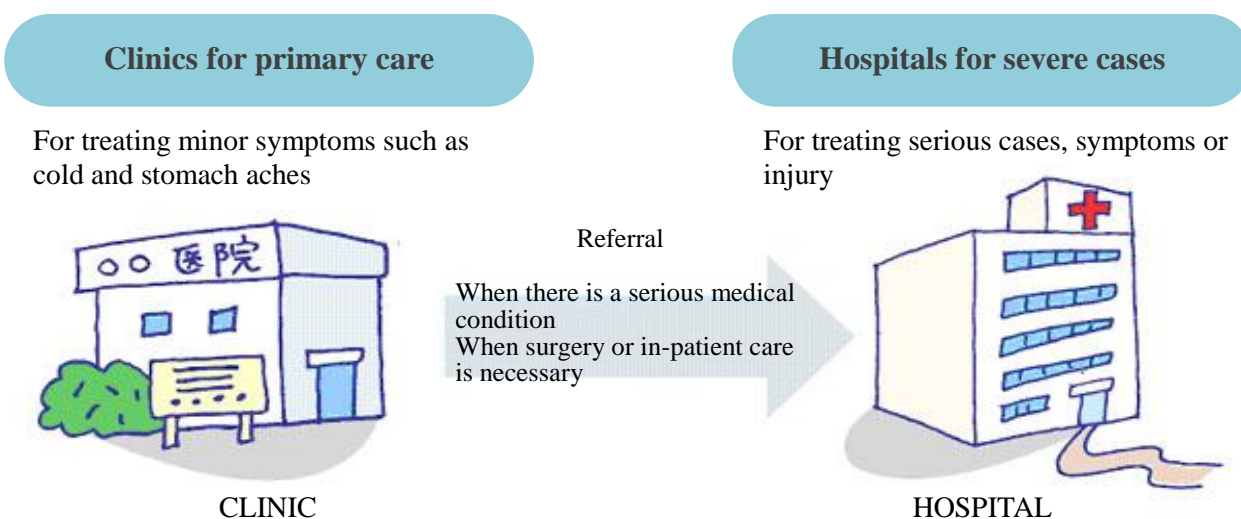 Clinics for primary care
Hospitals for severe cases
For treating minor symptoms such as
cold and stomach aches
For treating serious cases, symptoms or
injury
○○ 医院
Referral
When there is a serious medical
condition
When surgery or in-patient care
is necessary
CLINIC
HOSPITAL